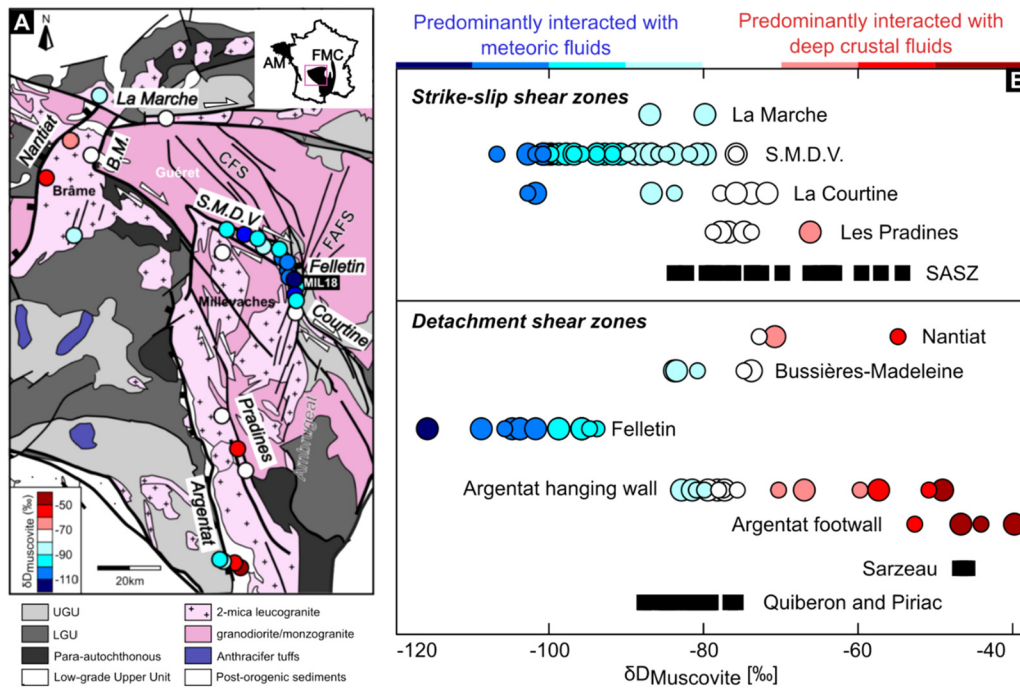 A
N
AM
FMC
La Marche
Nantiat
B.M.
Guéret
CFS
Brâme
S.M.D.V
FAFS
Felletin
MIL18
Millevaches
Courtine
Pradines
Ambrugeat
Argentat
δDmuscovite (‰)
-50
-70
-90
-110
20km
UGU
2-mica leucogranite
LGU
granodiorite/monzogranite
Para-autochthonous
Anthracifer tuffs
Low-grade Upper Unit
Post-orogenic sediments
Predominantly interacted with
meteoric fluids
Predominantly interacted with
deep crustal fluids
B
Strike-slip shear zones
La Marche
S.M.D.V.
La Courtine
Les Pradines
SASZ
Detachment shear zones
Nantiat
Bussières-Madeleine
Felletin
Argentat hanging wall
Argentat footwall
Sarzeau
Quiberon and Piriac
-120
-100
-80
-60
-40
δDMuscovite [‰]